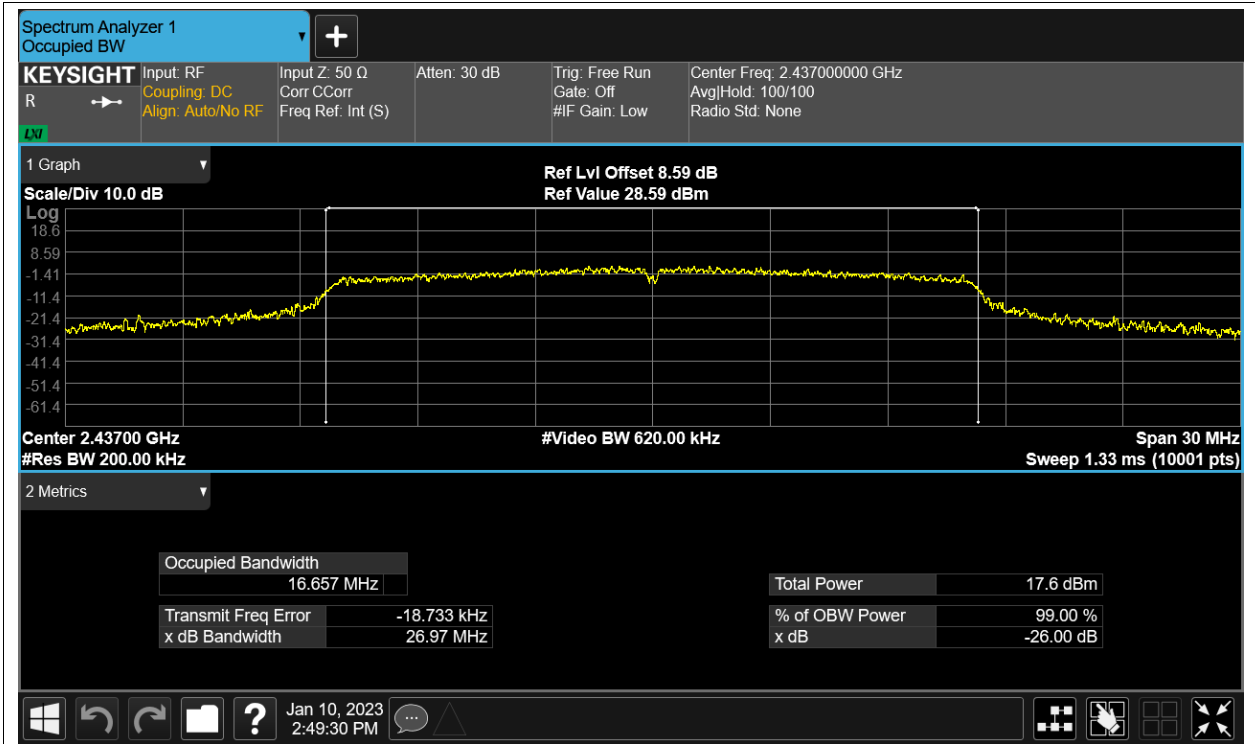 Spectrum Analyzer 1
Occupied BW
KEYSIGHT
R
LXI
Input: RF
Coupling: DC
Align: Auto/No RF
Input Z: 50 Ω
Corr CCorr
Freq Ref: Int (S)
Atten: 30 dB
Trig: Free Run
Gate: Off
#IF Gain: Low
Center Freq: 2.437000000 GHz
Avg|Hold: 100/100
Radio Std: None
1 Graph
Scale/Div 10.0 dB
Ref Lvl Offset 8.59 dB
Ref Value 28.59 dBm
Log
18.6
8.59
-1.41
-11.4
-21.4
-31.4
-41.4
-51.4
-61.4
Center 2.43700 GHz
#Video BW 620.00 kHz
Span 30 MHz
#Res BW 200.00 kHz
Sweep 1.33 ms (10001 pts)
2 Metrics
Occupied Bandwidth
16.657 MHz
Transmit Freq Error -18.733 kHz
x dB Bandwidth 26.97 MHz
Total Power 17.6 dBm
% of OBW Power 99.00 %
x dB -26.00 dB
?
Jan 10, 2023
2:49:30 PM